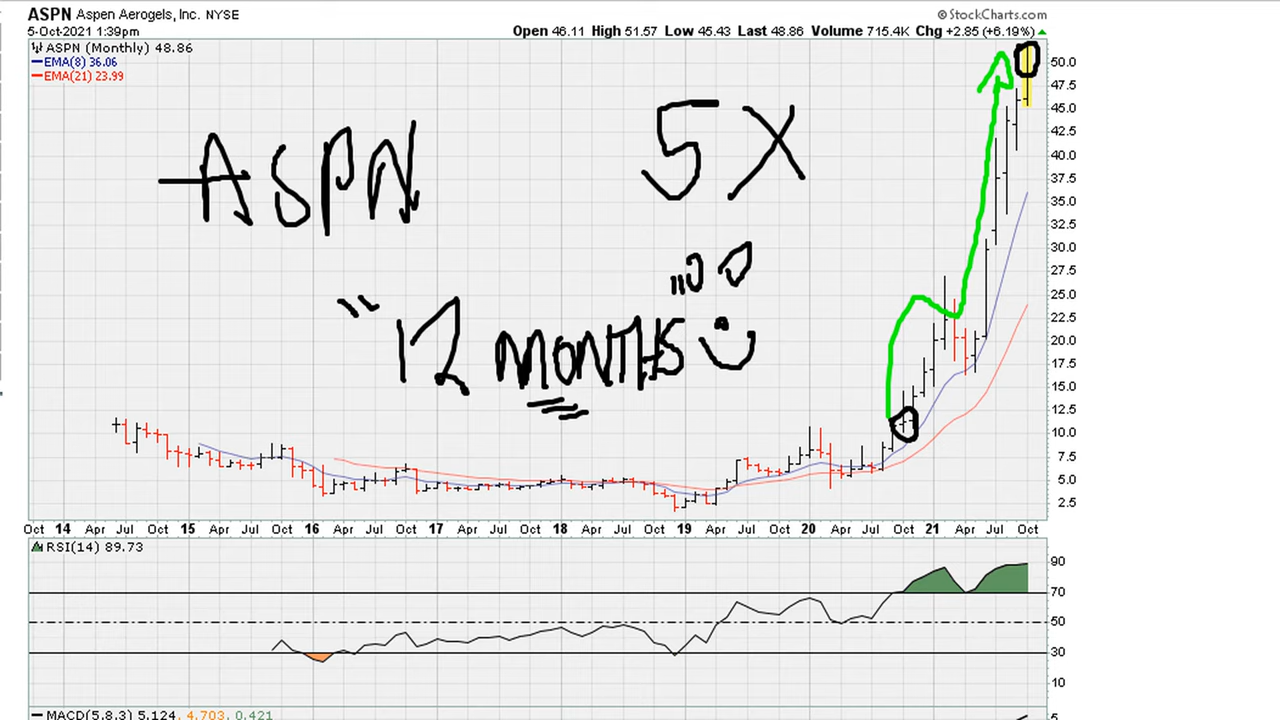 ASPN Aspen Aerogels, Inc. NYSE
© StockCharts.com
5-Oct-2021 1:39pm
Open 46.11 High 51.57 Low 45.43 Last 48.86 Volume 715.4K Chg +2.85 (+6.19%)
ASPN (Monthly) 48.86
EMA(8) 36.06
EMA(21) 23.99
50.0
47.5
45.0
42.5
40.0
37.5
35.0
32.5
30.0
27.5
25.0
22.5
20.0
17.5
15.0
12.5
10.0
7.5
5.0
2.5
ASPN
5X
"12 MONTHS"
Oct 14 Apr Jul Oct 15 Apr Jul Oct 16 Apr Jul Oct 17 Apr Jul Oct 18 Apr Jul Oct 19 Apr Jul Oct 20 Apr Jul Oct 21 Apr Jul Oct
RSI(14) 89.73
90
70
50
30
10
MACD(5,8,3) 5.124, 4.703, 0.421
5